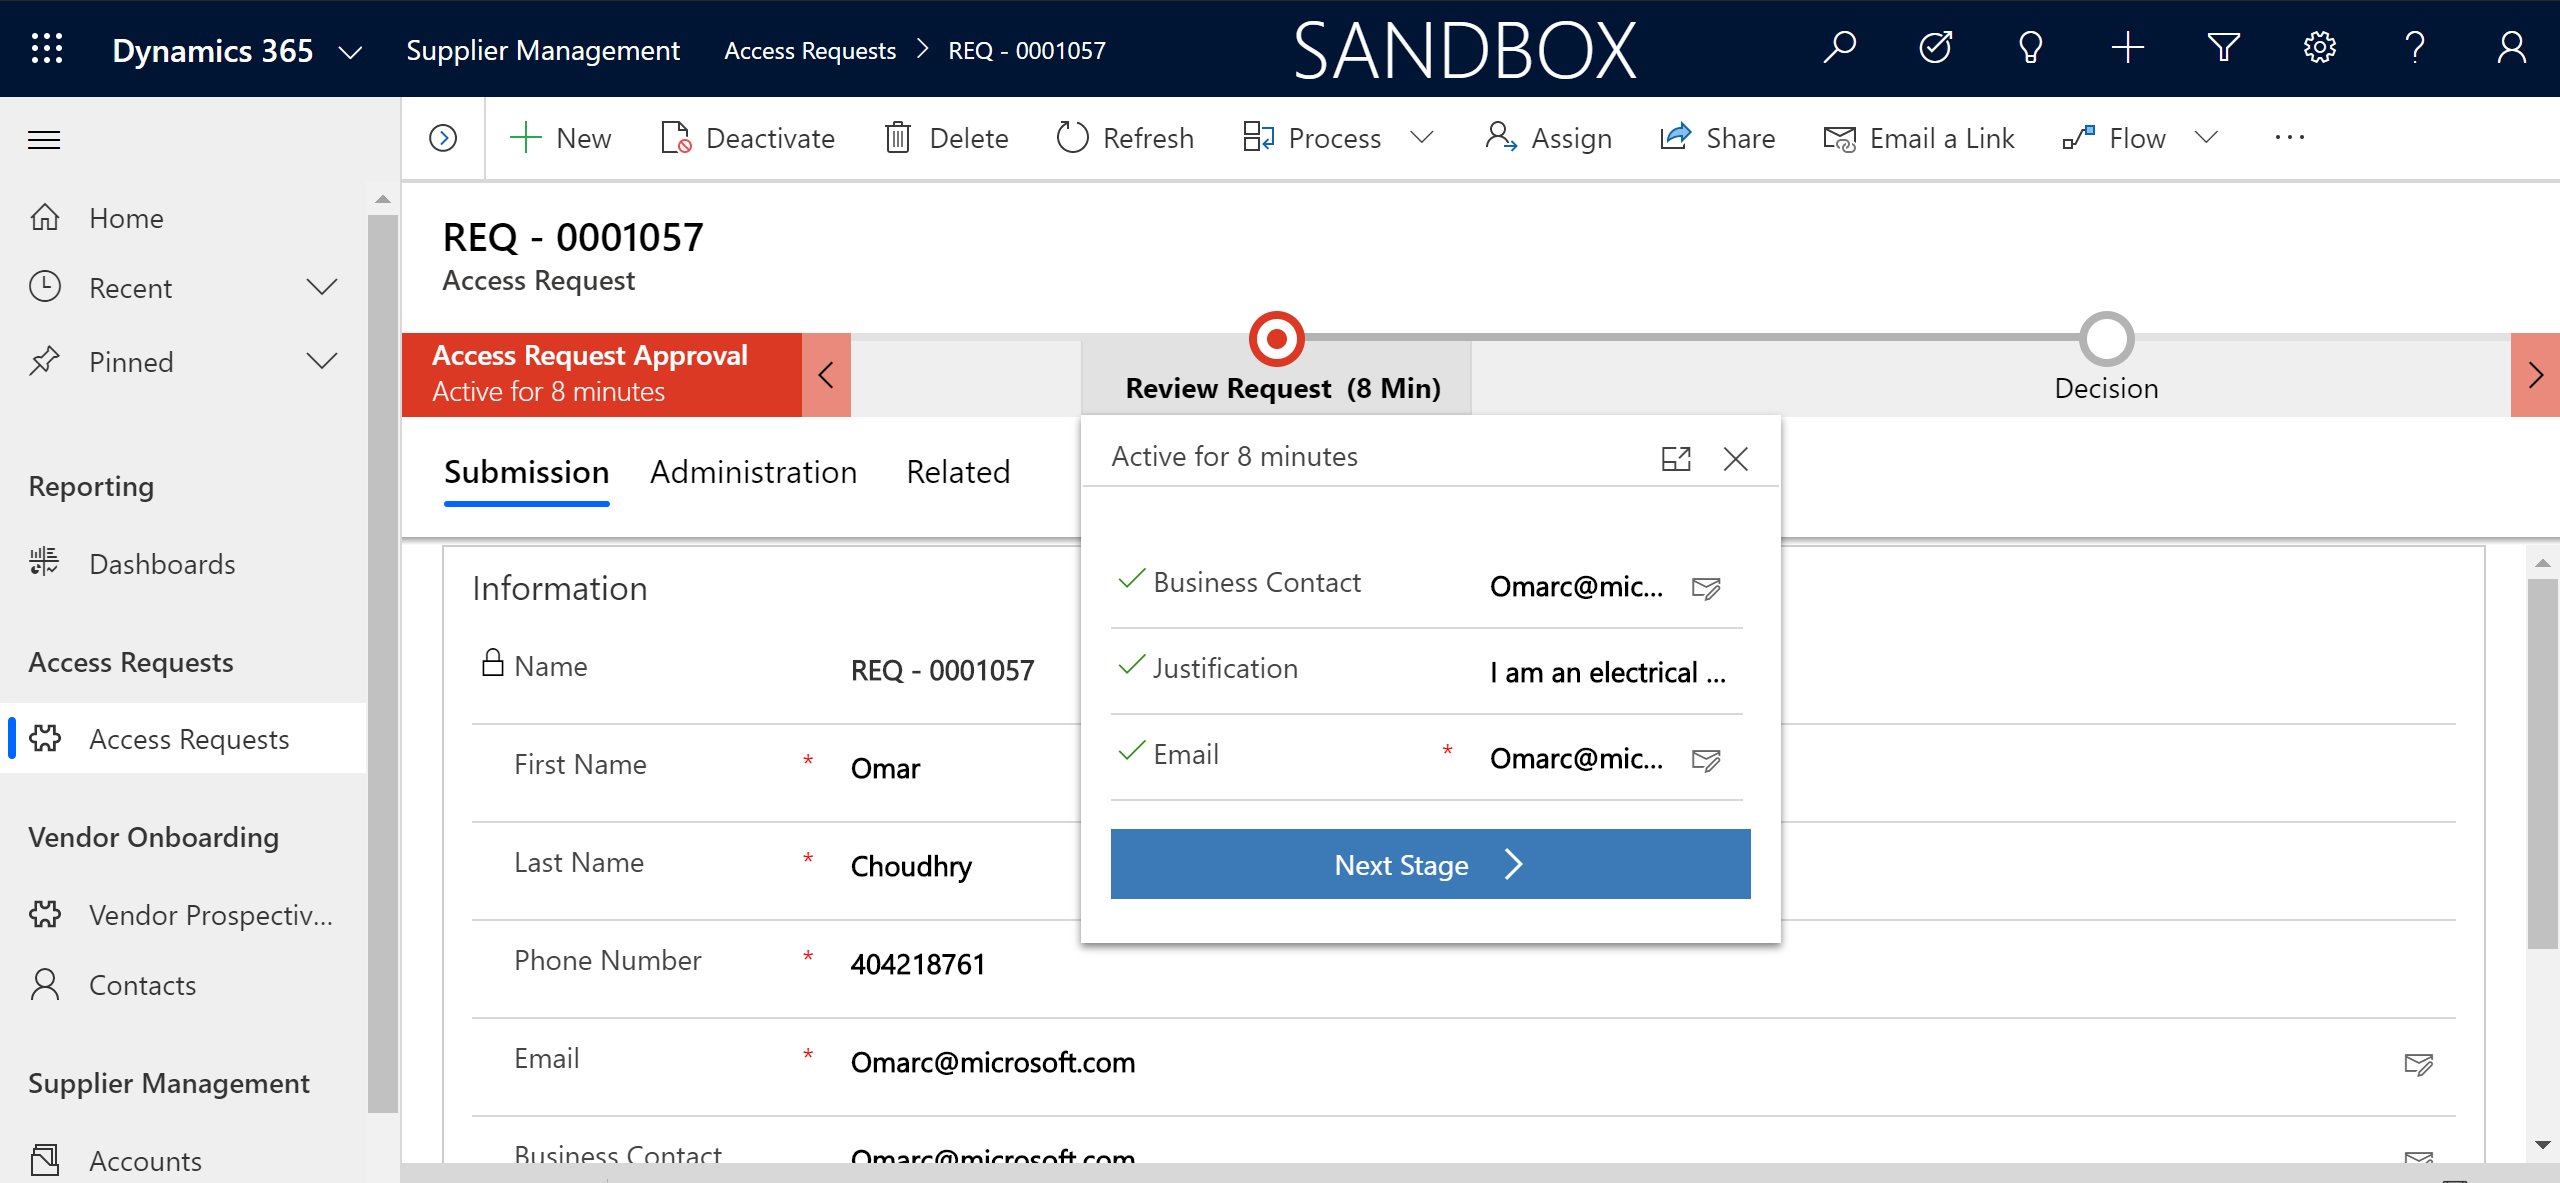 Dynamics 365
Supplier Management
Access Requests > REQ - 0001057
SANDBOX
New
Deactivate
Delete
Refresh
Process
Assign
Share
Email a Link
Flow
Home
Recent
Pinned
Reporting
Dashboards
Access Requests
Access Requests
Vendor Onboarding
Vendor Prospectiv...
Contacts
Supplier Management
Accounts
REQ - 0001057
Access Request
Access Request Approval
Active for 8 minutes
Review Request (8 Min)
Decision
Submission
Administration
Related
Active for 8 minutes
Business Contact Omarc@mic...
Justification I am an electrical ...
Email * Omarc@mic...
Next Stage
Information
Name REQ - 0001057
First Name * Omar
Last Name * Choudhry
Phone Number * 404218761
Email * Omarc@microsoft.com
Business Contact Omarc@microsoft.com